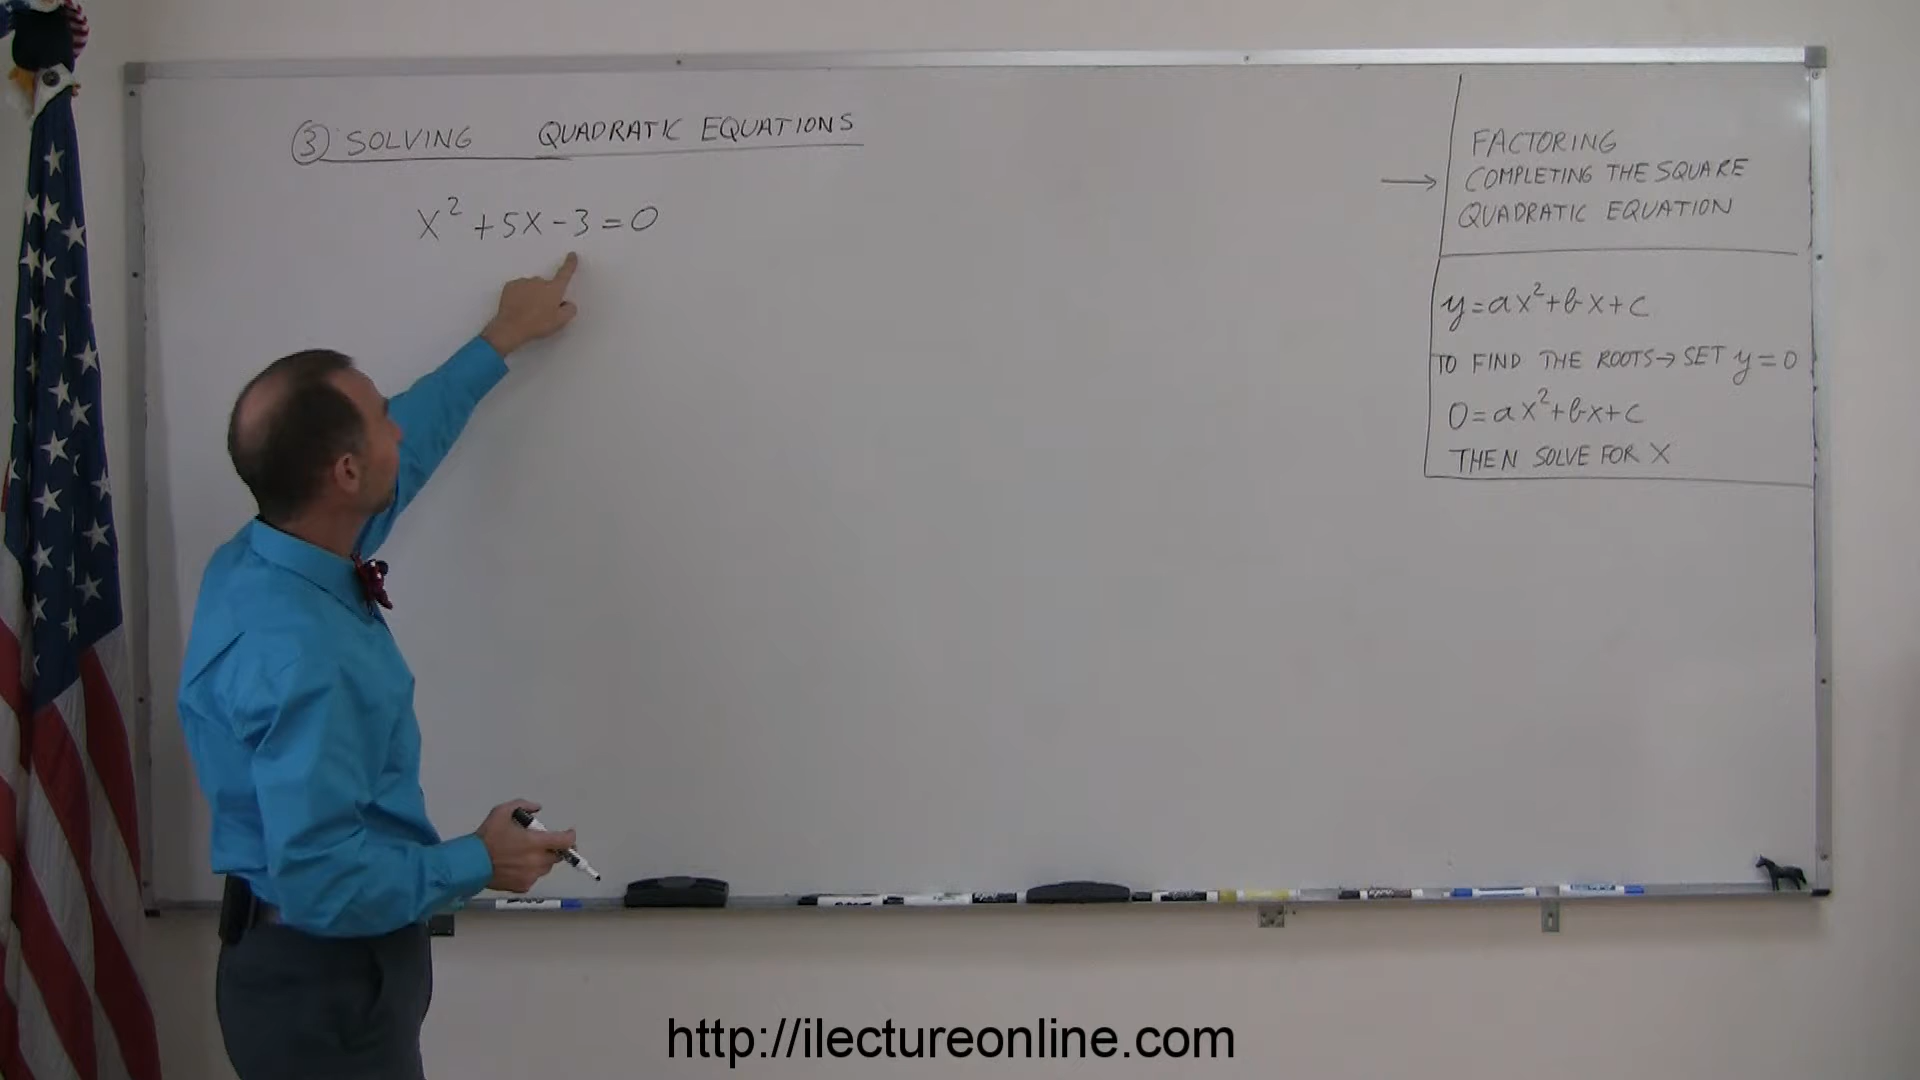 ③ SOLVING QUADRATIC EQUATIONS
x² + 5x - 3 = 0
FACTORING
→ COMPLETING THE SQUARE
QUADRATIC EQUATION
y = ax² + bx + c
TO FIND THE ROOTS → SET y = 0
0 = ax² + bx + c
THEN SOLVE FOR X
http://ilectureonline.com